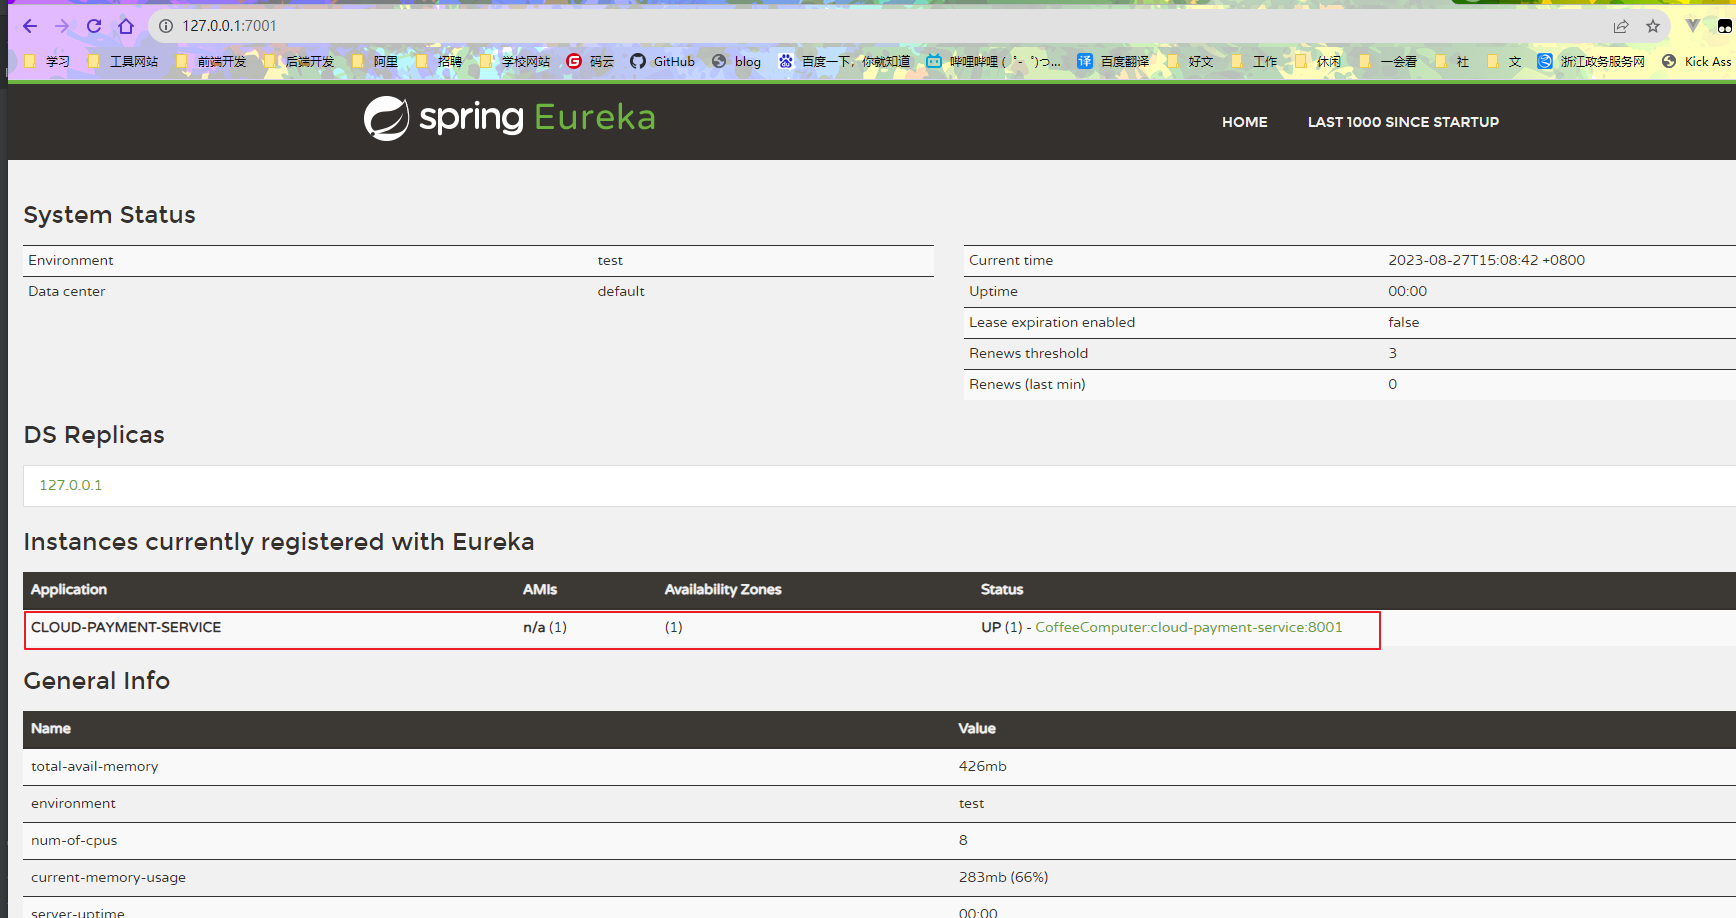 127.0.0.1:7001
学习 工具网站 前端开发 后端开发 阿里 招聘 学校网站 码云 GitHub blog 百度一下，你就知道 哔哩哔哩 ( ゜- ゜)つ... 百度翻译 好文 工作 休闲 一会看 社 文 浙江政务服务网 Kick Ass
spring Eureka
HOME LAST 1000 SINCE STARTUP
System Status
Environment test
Data center default
Current time 2023-08-27T15:08:42 +0800
Uptime 00:00
Lease expiration enabled false
Renews threshold 3
Renews (last min) 0
DS Replicas
127.0.0.1
Instances currently registered with Eureka
Application AMIs Availability Zones Status
CLOUD-PAYMENT-SERVICE n/a (1) (1) UP (1) - CoffeeComputer:cloud-payment-service:8001
General Info
Name Value
total-avail-memory 426mb
environment test
num-of-cpus 8
current-memory-usage 283mb (66%)
server-uptime 00:00